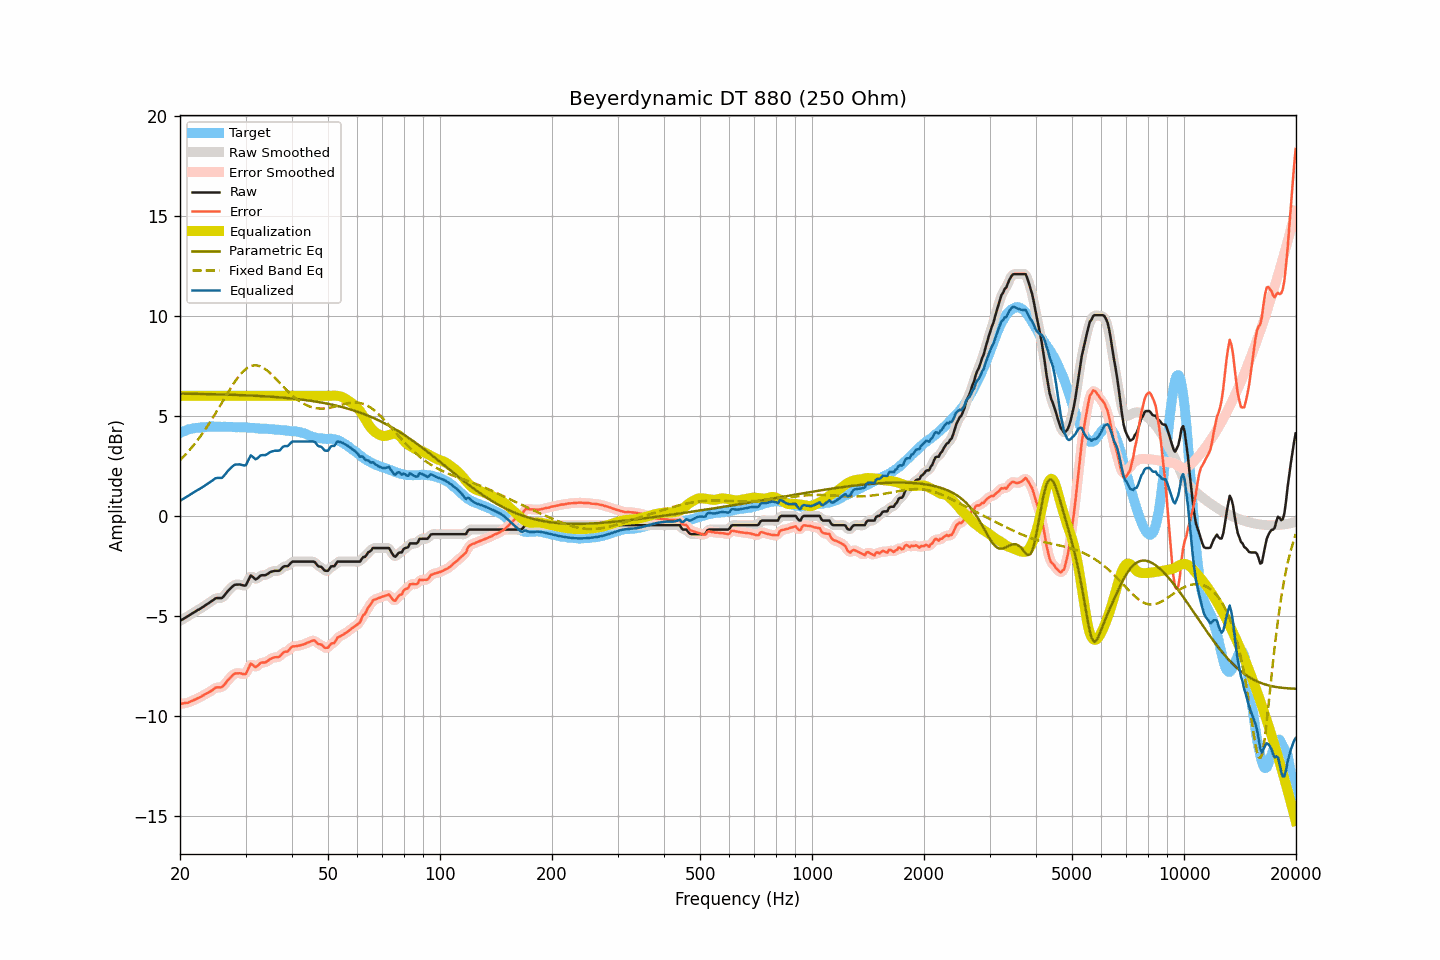 Beyerdynamic DT 880 (250 Ohm)
Target
Raw Smoothed
Error Smoothed
Raw
Error
Equalization
Parametric Eq
Fixed Band Eq
Equalized
20
15
10
5
0
−5
−10
−15
Amplitude (dBr)
20 50 100 200 500 1000 2000 5000 10000 20000
Frequency (Hz)